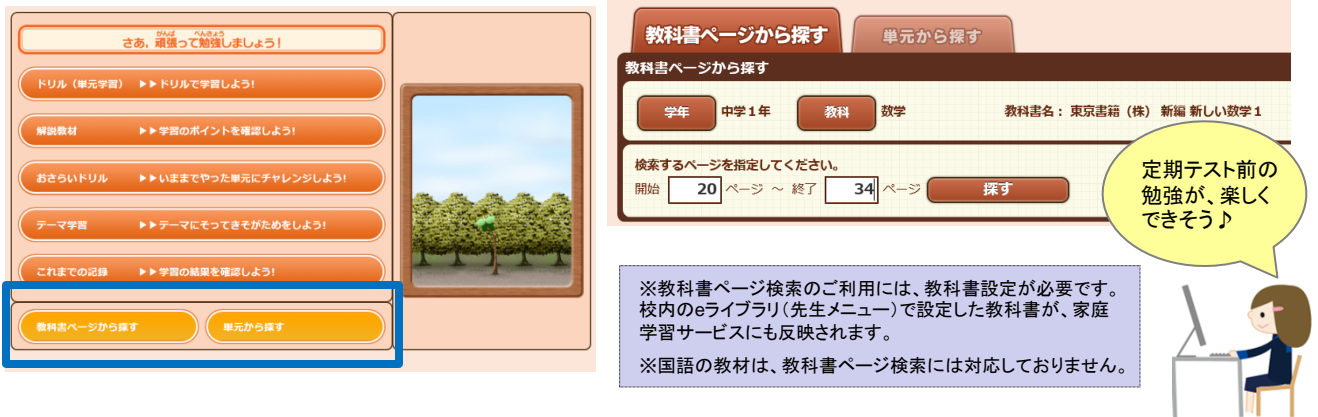 がんば べんきょう
さあ，頑張って勉強しましょう！
ドリル（単元学習） ▶▶ドリルで学習しよう！
解説教材 ▶▶学習のポイントを確認しよう！
おさらいドリル ▶▶いままでやった単元にチャレンジしよう！
テーマ学習 ▶▶テーマにそってきそがためをしよう！
これまでの記録 ▶▶学習の結果を確認しよう！
教科書ページから探す 単元から探す
教科書ページから探す 単元から探す
教科書ページから探す
学年 中学１年 教科 数学 教科書名： 東京書籍（株） 新編 新しい数学１
検索するページを指定してください。
開始 20 ページ ～ 終了 34 ページ 探す
定期テスト前の
勉強が、楽しく
できそう♪
※教科書ページ検索のご利用には、教科書設定が必要です。
校内のeライブラリ（先生メニュー）で設定した教科書が、家庭
学習サービスにも反映されます。
※国語の教材は、教科書ページ検索には対応しておりません。